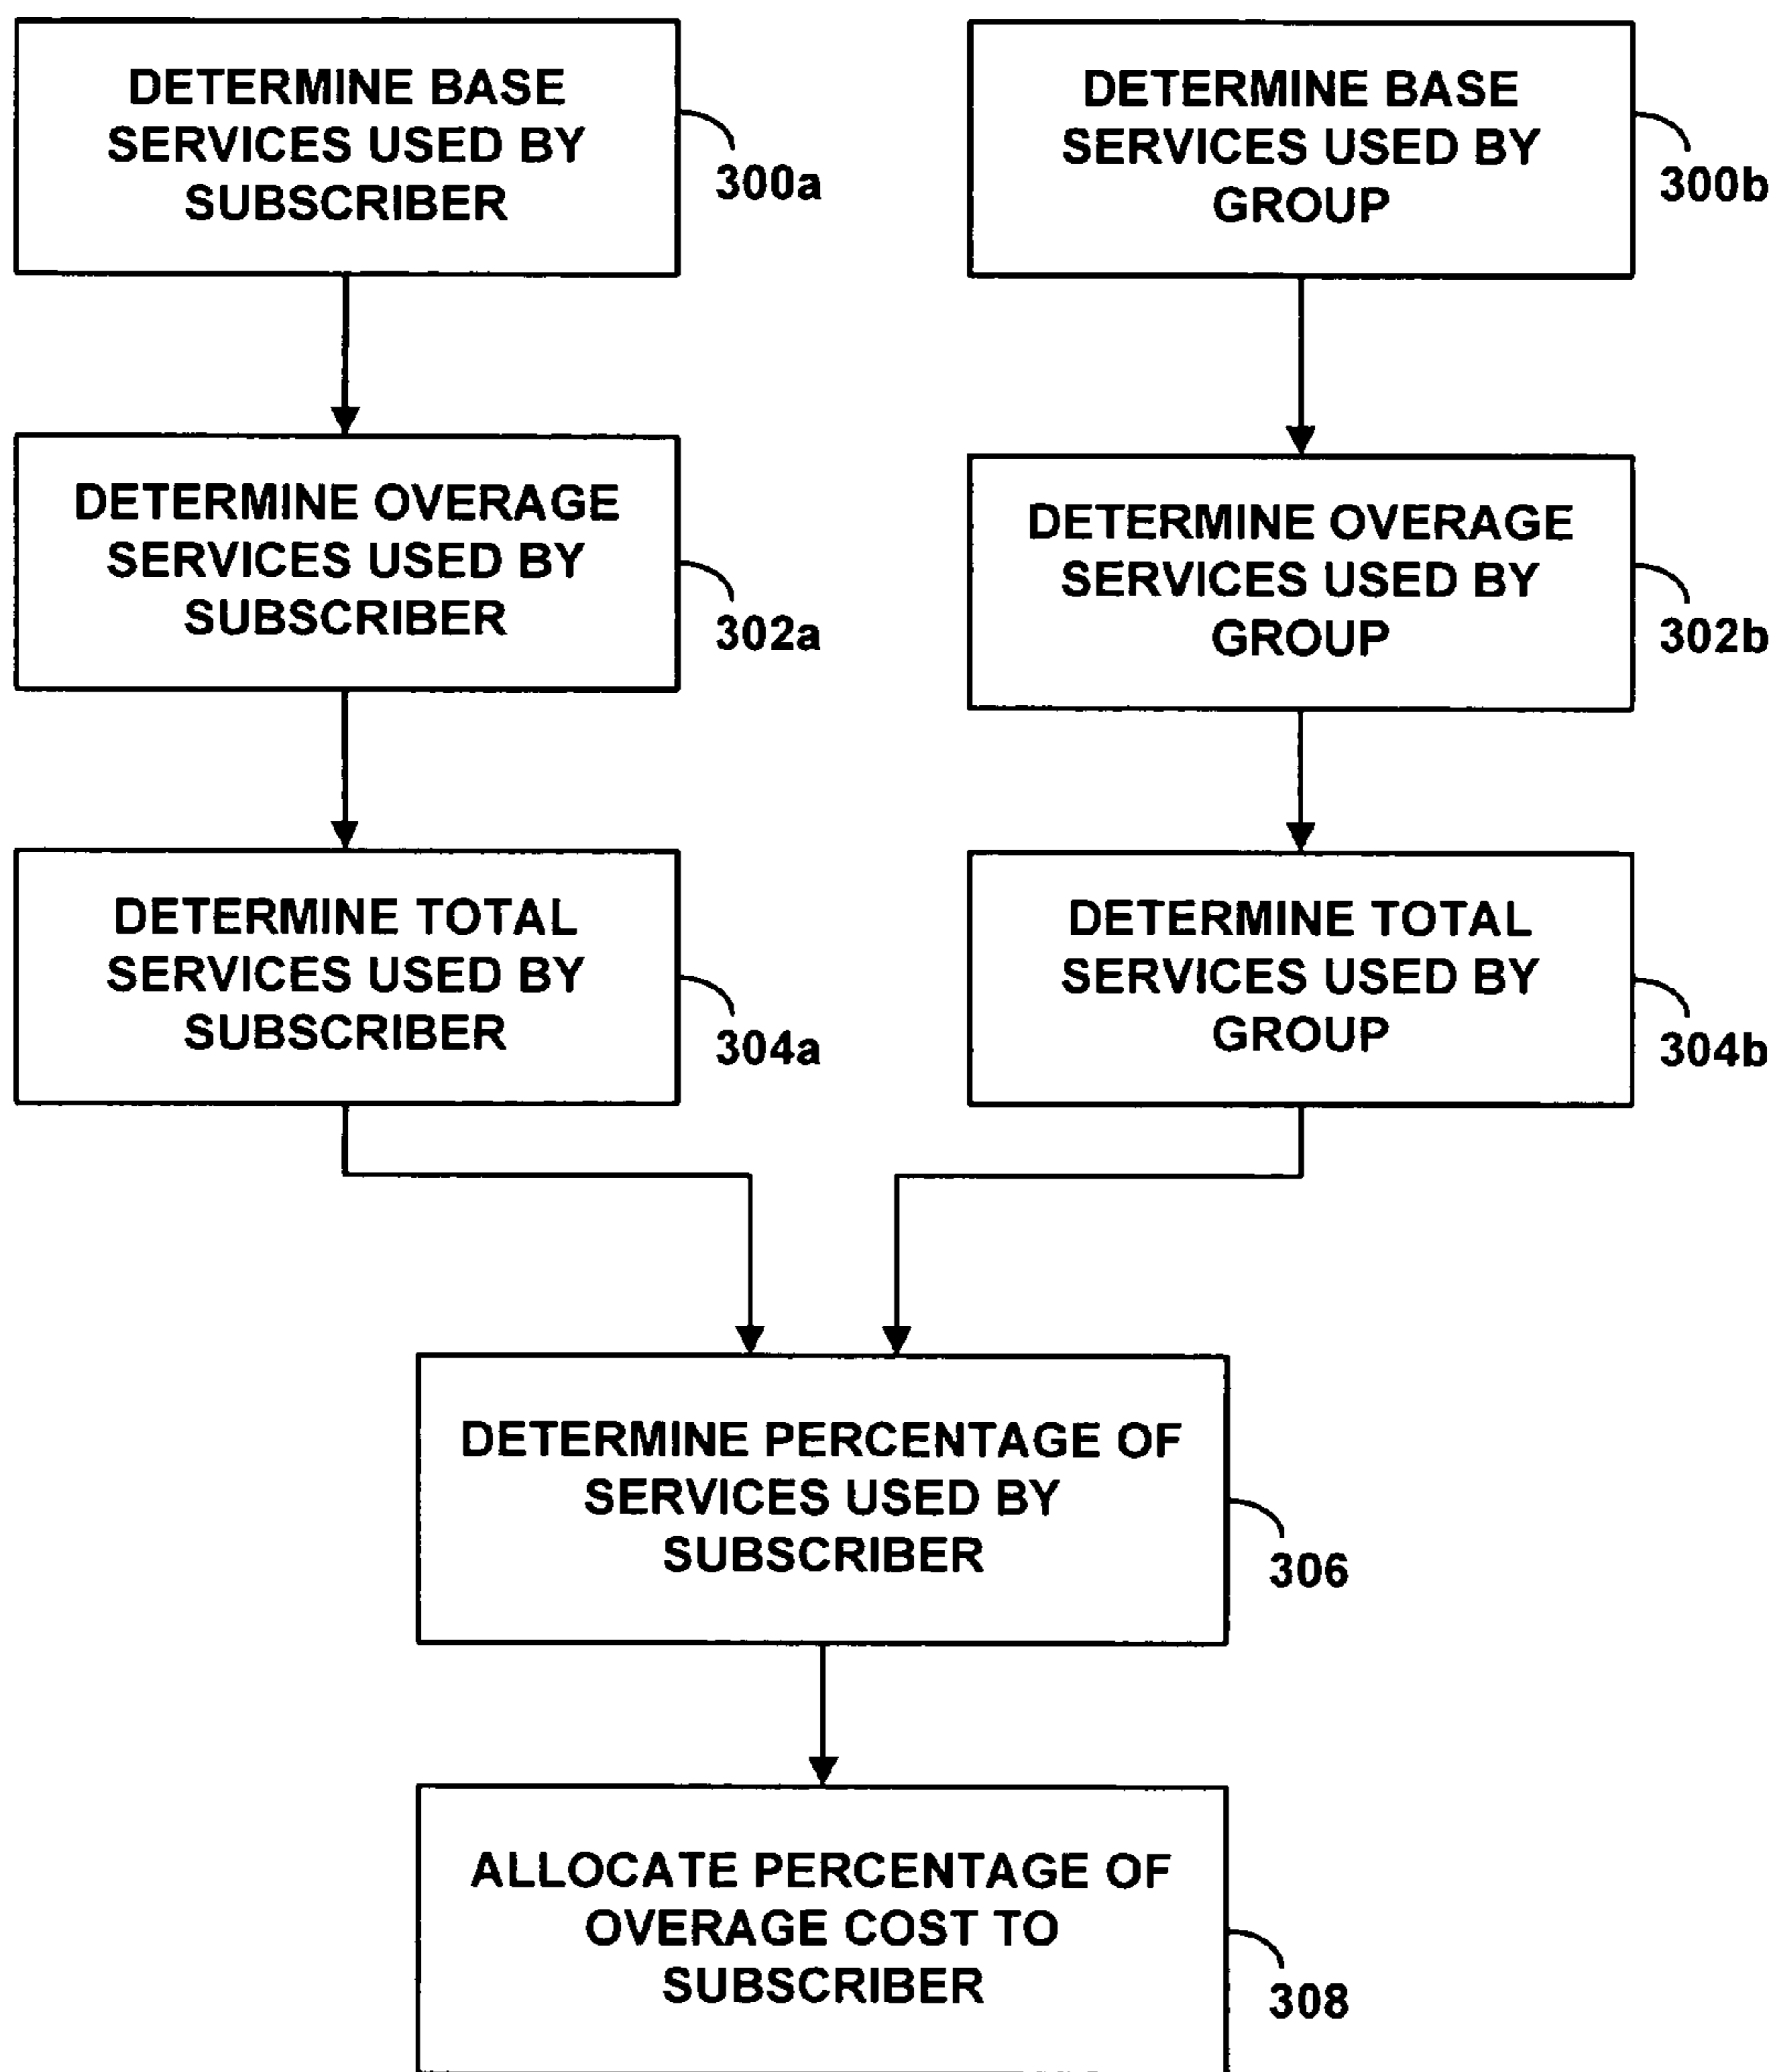 DETERMINE BASE
SERVICES USED BY
SUBSCRIBER
300a
DETERMINE BASE
SERVICES USED BY
GROUP
300b
DETERMINE OVERAGE
SERVICES USED BY
SUBSCRIBER
302a
DETERMINE OVERAGE
SERVICES USED BY
GROUP
302b
DETERMINE TOTAL
SERVICES USED BY
SUBSCRIBER
304a
DETERMINE TOTAL
SERVICES USED BY
GROUP
304b
DETERMINE PERCENTAGE OF
SERVICES USED BY
SUBSCRIBER
306
ALLOCATE PERCENTAGE OF
OVERAGE COST TO
SUBSCRIBER
308